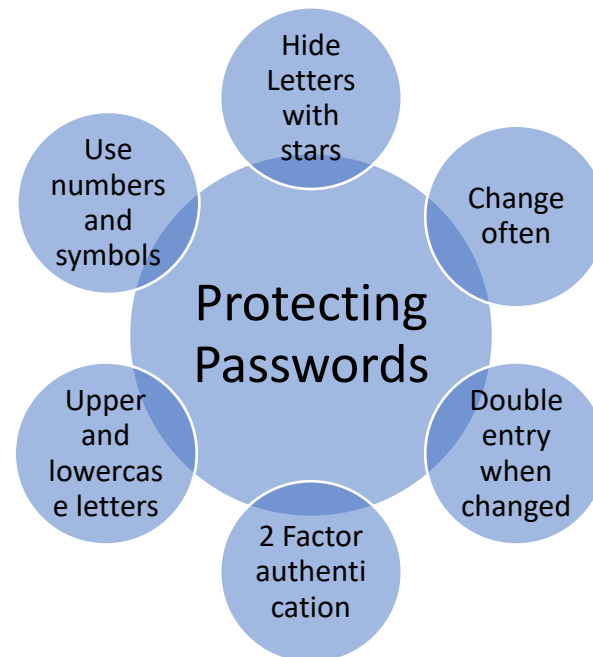 Hide
Letters
with
stars
Change
often
Double
entry
when
changed
2 Factor
authenti
cation
Upper
and
lowercas
e letters
Use
numbers
and
symbols
Protecting
Passwords